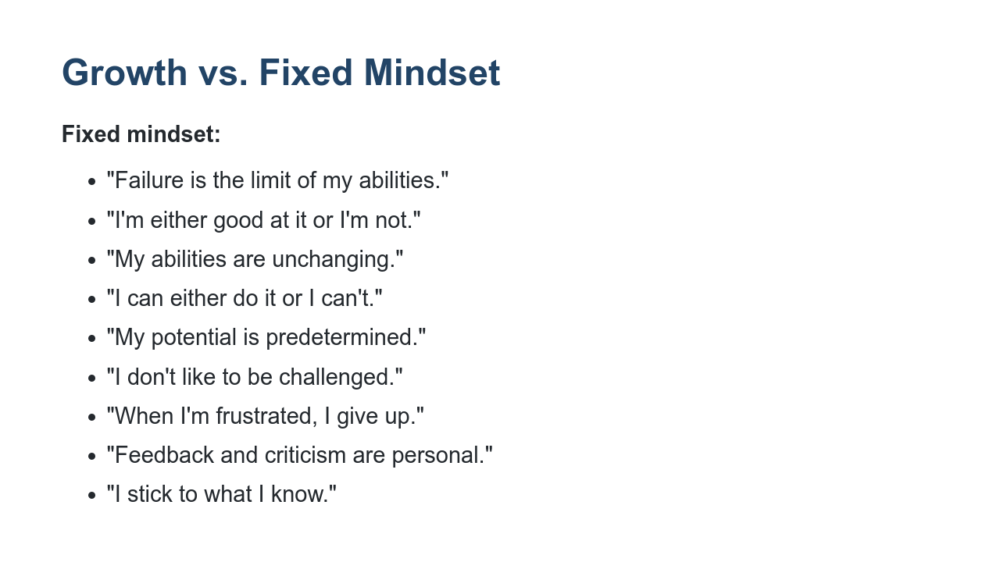 Growth vs. Fixed Mindset
Fixed mindset:
• "Failure is the limit of my abilities."
• "I'm either good at it or I'm not."
• "My abilities are unchanging."
• "I can either do it or I can't."
• "My potential is predetermined."
• "I don't like to be challenged."
• "When I'm frustrated, I give up."
• "Feedback and criticism are personal."
• "I stick to what I know."